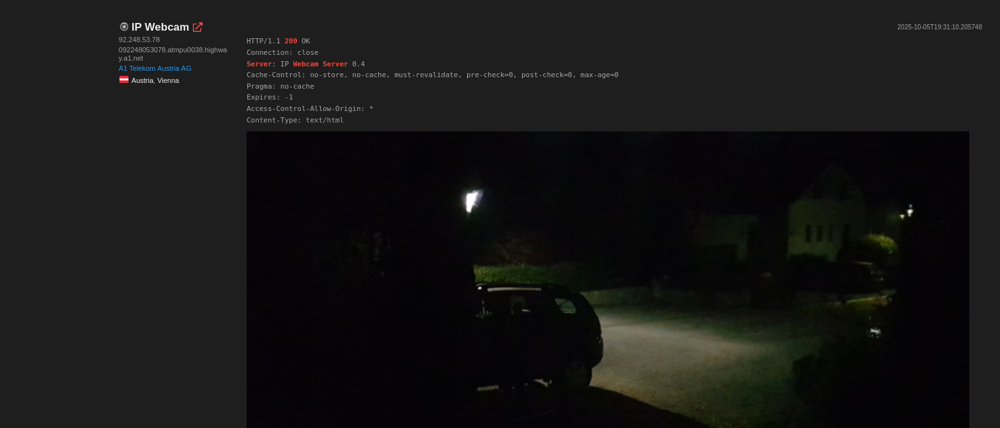 IP Webcam
2025-10-05T19:31:10.205748
92.248.53.78
092248053078.atmpu0038.highwa
y.a1.net
A1 Telekom Austria AG
Austria, Vienna
HTTP/1.1 200 OK
Connection: close
Server: IP Webcam Server 0.4
Cache-Control: no-store, no-cache, must-revalidate, pre-check=0, post-check=0, max-age=0
Pragma: no-cache
Expires: -1
Access-Control-Allow-Origin: *
Content-Type: text/html